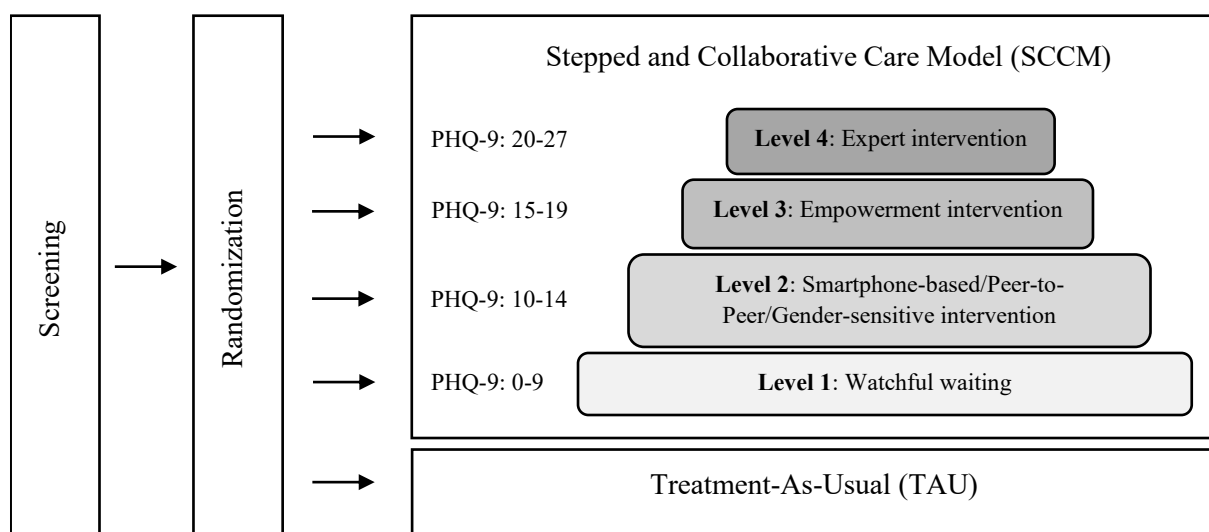 Screening
Randomization
Stepped and Collaborative Care Model (SCCM)
PHQ-9: 20-27
Level 4: Expert intervention
PHQ-9: 15-19
Level 3: Empowerment intervention
PHQ-9: 10-14
Level 2: Smartphone-based/Peer-to-
Peer/Gender-sensitive intervention
PHQ-9: 0-9
Level 1: Watchful waiting
Treatment-As-Usual (TAU)